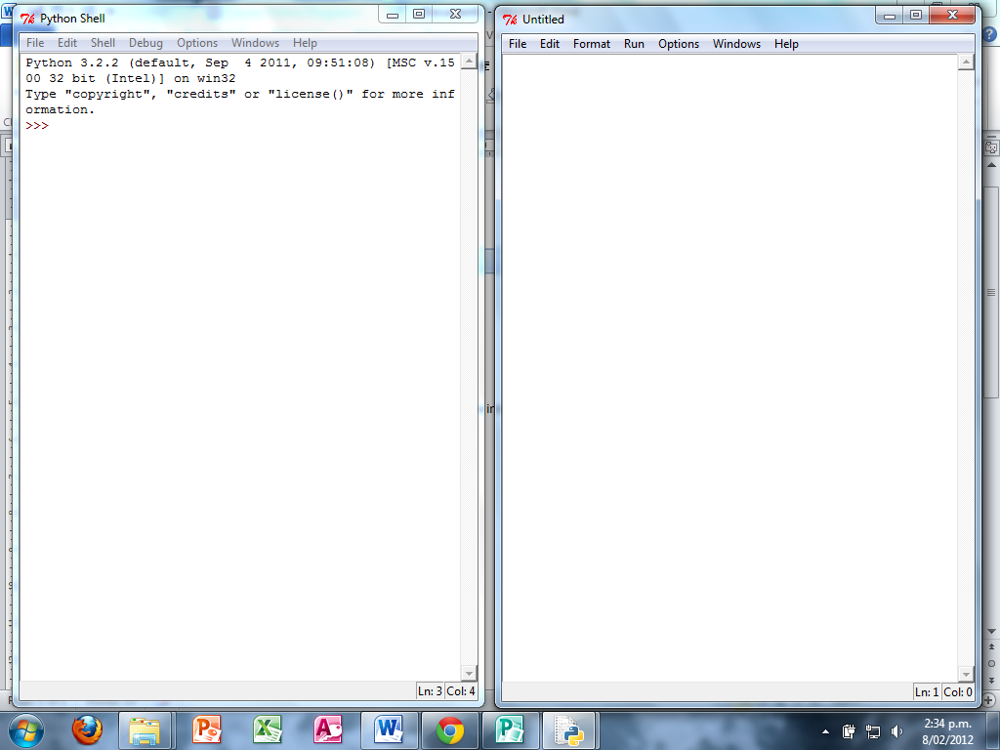 Python Shell
File Edit Shell Debug Options Windows Help
Python 3.2.2 (default, Sep  4 2011, 09:51:08) [MSC v.15
00 32 bit (Intel)] on win32
Type "copyright", "credits" or "license()" for more inf
ormation.
>>>
Ln: 3 Col: 4
Untitled
File Edit Format Run Options Windows Help
Ln: 1 Col: 0
in
2:34 p.m.
8/02/2012